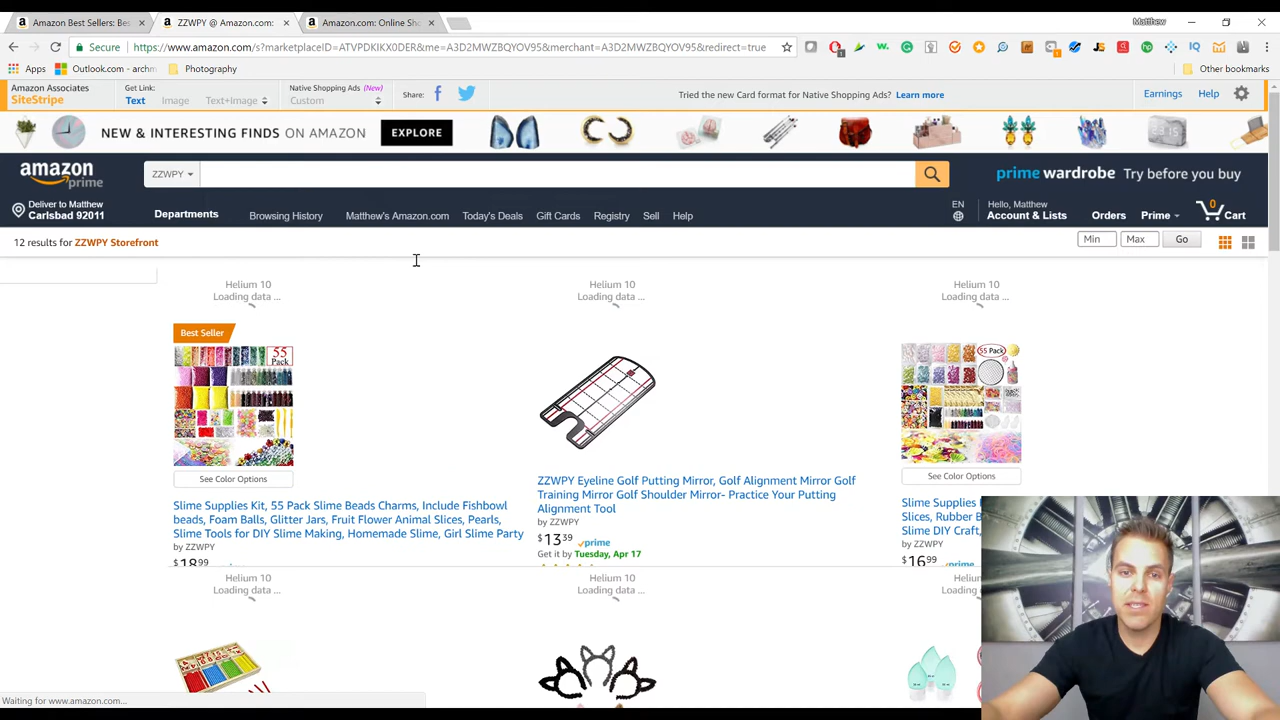 Amazon Best Sellers: Bes
ZZWPY @ Amazon.com:
Amazon.com: Online Sho
Matthew
Secure
https://www.amazon.com/s?marketplaceID=ATVPDKIKX0DER&me=A3D2MWZBQIOV95&merchant=A3D2MWZBQYOV95&redirect=true
Apps
Outlook.com - archm
Photography
Other bookmarks
Amazon Associates
SiteStripe
Get Link:
Text
Image
Text+Image
Native Shopping Ads (New)
Custom
Share:
Tried the new Card format for Native Shopping Ads? Learn more
Earnings
Help
NEW & INTERESTING FINDS ON AMAZON
EXPLORE
amazon
prime
ZZWPY
prime wardrobe Try before you buy
Deliver to Matthew
Carlsbad 92011
Departments
Browsing History
Matthew's Amazon.com
Today's Deals
Gift Cards
Registry
Sell
Help
EN
Hello, Matthew
Account & Lists
Orders
Prime
0
Cart
12 results for ZZWPY Storefront
Min
Max
Go
Helium 10
Loading data ...
Helium 10
Loading data ...
Helium 10
Loading data ...
Best Seller
55
Pack
55 Pack
See Color Options
See Color Options
Slime Supplies Kit, 55 Pack Slime Beads Charms, Include Fishbowl
beads, Foam Balls, Glitter Jars, Fruit Flower Animal Slices, Pearls,
Slime Tools for DIY Slime Making, Homemade Slime, Girl Slime Party
by ZZWPY
$18.99
ZZWPY Eyeline Golf Putting Mirror, Golf Alignment Mirror Golf
Training Mirror Golf Shoulder Mirror- Practice Your Putting
Alignment Tool
by ZZWPY
$13.39
prime
Get it by Tuesday, Apr 17
Slime Supplies
Slices, Rubber B
Slime DIY Craft,
by ZZWPY
$16.99
prime
Helium 10
Loading data ...
Helium 10
Loading data ...
Helium
Loading da
Waiting for www.amazon.com...